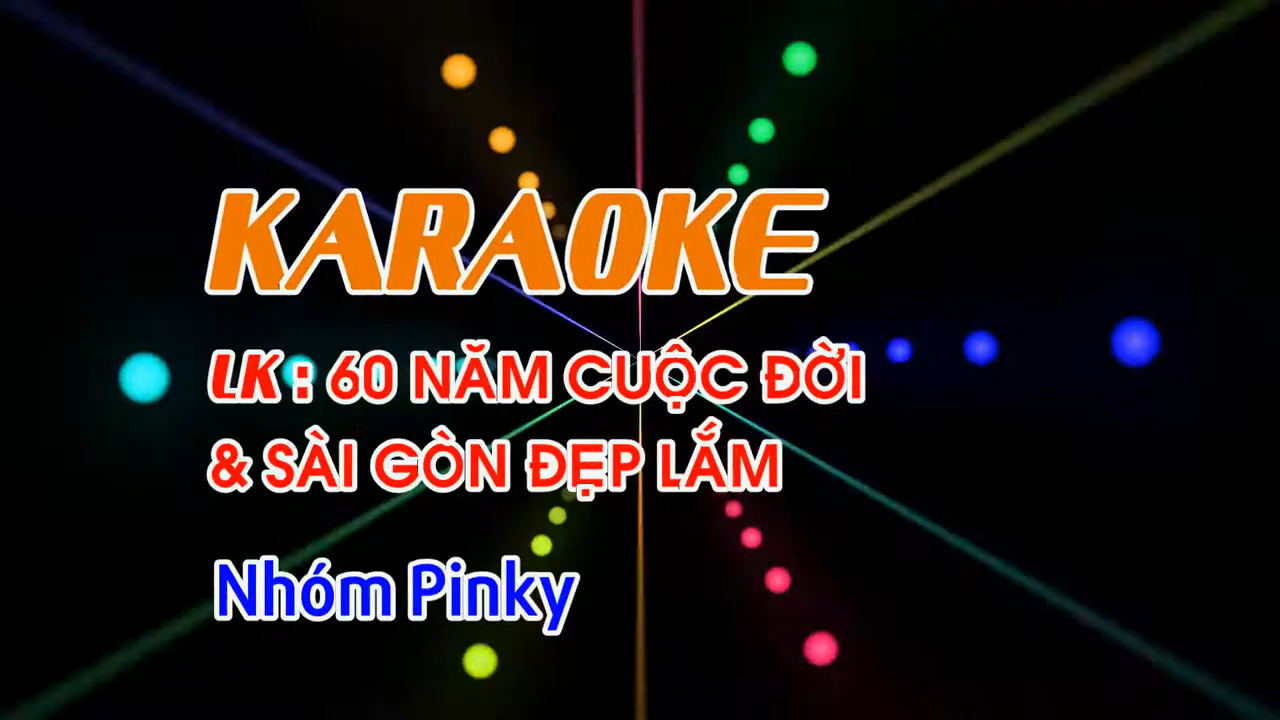 KARAOKE
LK : 60 NĂM CUỘC ĐỜI
& SÀI GÒN ĐẸP LẮM
Nhóm Pinky